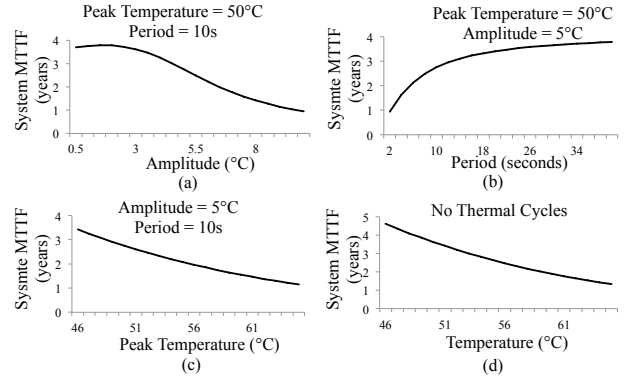 Peak Temperature = 50°C
Period = 10s
System MTTF
(years)
4
3
2
1
0
0.5
3
5.5
8
Amplitude (°C)
(a)
Peak Temperature = 50°C
Amplitude = 5°C
Sysmte MTTF
(years)
4
3
2
1
0
2
10
18
26
34
Period (seconds)
(b)
Amplitude = 5°C
Period = 10s
Sysmte MTTF
(years)
4
3
2
1
0
46
51
56
61
Peak Temperature (°C)
(c)
No Thermal Cycles
System MTTF
(years)
5
4
3
2
1
0
46
51
56
61
Temperature (°C)
(d)